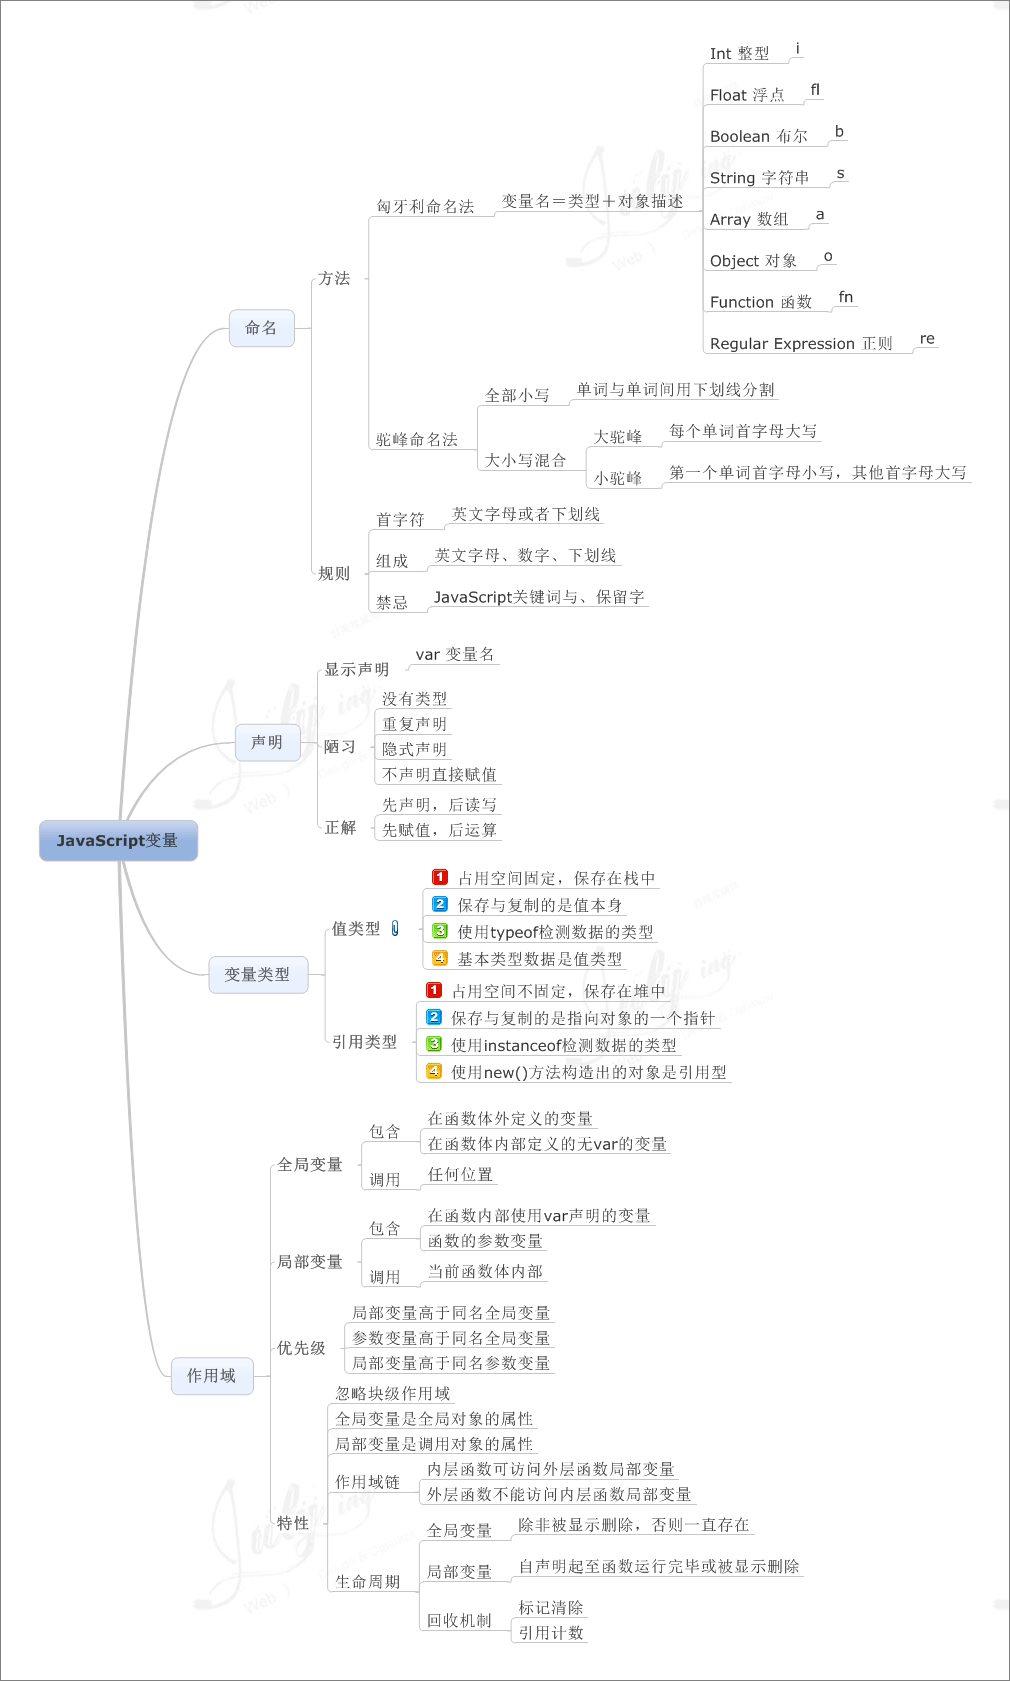 JavaScript变量
命名
方法
匈牙利命名法
变量名＝类型＋对象描述
Int 整型
i
Float 浮点
fl
Boolean 布尔
b
String 字符串
s
Array 数组
a
Object 对象
o
Function 函数
fn
Regular Expression 正则
re
驼峰命名法
全部小写
单词与单词间用下划线分割
大小写混合
大驼峰
每个单词首字母大写
小驼峰
第一个单词首字母小写，其他首字母大写
规则
首字符
英文字母或者下划线
组成
英文字母、数字、下划线
禁忌
JavaScript关键词与、保留字
声明
显示声明
var 变量名
陋习
没有类型
重复声明
隐式声明
不声明直接赋值
正解
先声明，后读写
先赋值，后运算
变量类型
值类型
1 占用空间固定，保存在栈中
2 保存与复制的是值本身
3 使用typeof检测数据的类型
4 基本类型数据是值类型
引用类型
1 占用空间不固定，保存在堆中
2 保存与复制的是指向对象的一个指针
3 使用instanceof检测数据的类型
4 使用new()方法构造出的对象是引用型
作用域
全局变量
包含
在函数体外定义的变量
在函数体内部定义的无var的变量
调用
任何位置
局部变量
包含
在函数内部使用var声明的变量
函数的参数变量
调用
当前函数体内部
优先级
局部变量高于同名全局变量
参数变量高于同名全局变量
局部变量高于同名参数变量
特性
忽略块级作用域
全局变量是全局对象的属性
局部变量是调用对象的属性
作用域链
内层函数可访问外层函数局部变量
外层函数不能访问内层函数局部变量
生命周期
全局变量
除非被显示删除，否则一直存在
局部变量
自声明起至函数运行完毕或被显示删除
回收机制
标记清除
引用计数